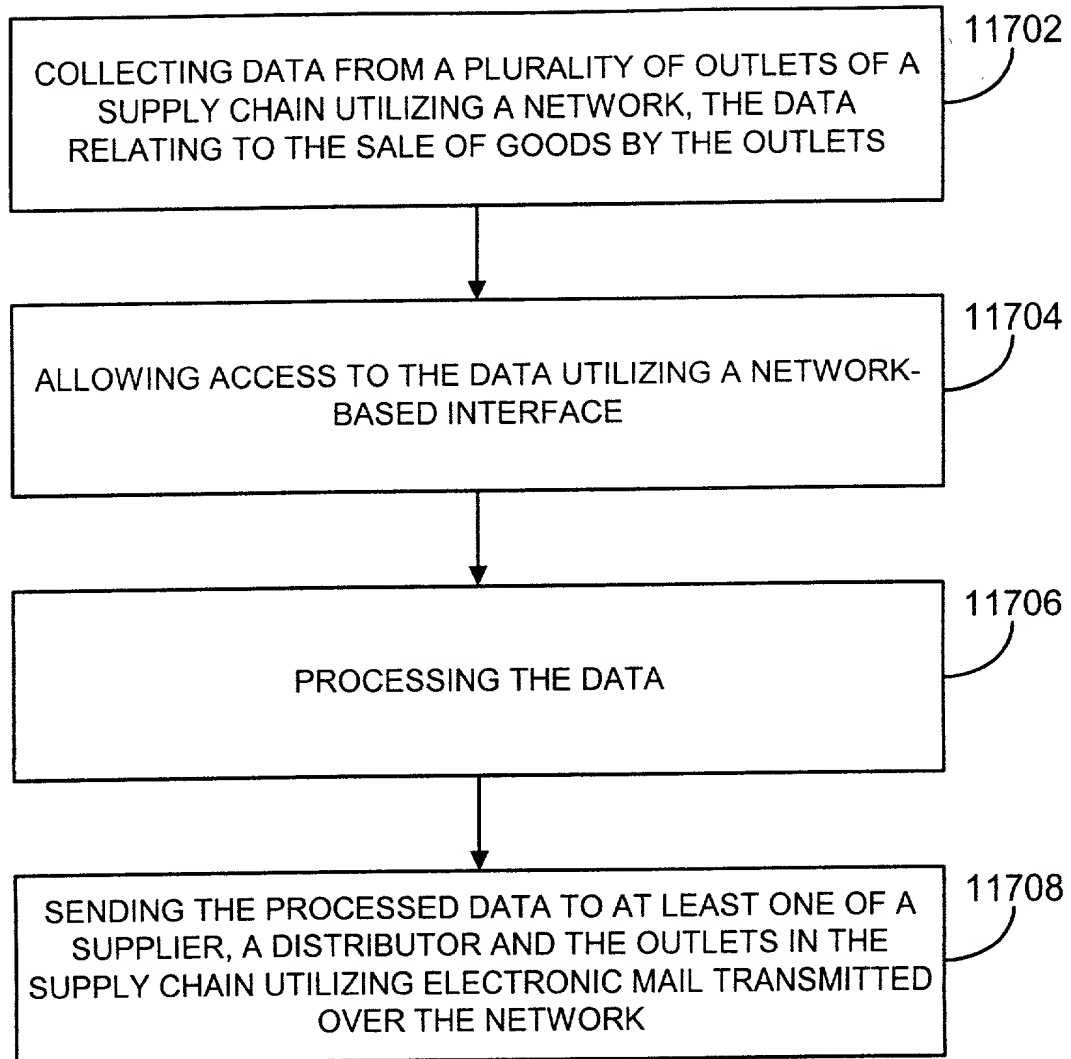 11702
COLLECTING DATA FROM A PLURALITY OF OUTLETS OF A
SUPPLY CHAIN UTILIZING A NETWORK, THE DATA
RELATING TO THE SALE OF GOODS BY THE OUTLETS
11704
ALLOWING ACCESS TO THE DATA UTILIZING A NETWORK-
BASED INTERFACE
11706
PROCESSING THE DATA
11708
SENDING THE PROCESSED DATA TO AT LEAST ONE OF A
SUPPLIER, A DISTRIBUTOR AND THE OUTLETS IN THE
SUPPLY CHAIN UTILIZING ELECTRONIC MAIL TRANSMITTED
OVER THE NETWORK